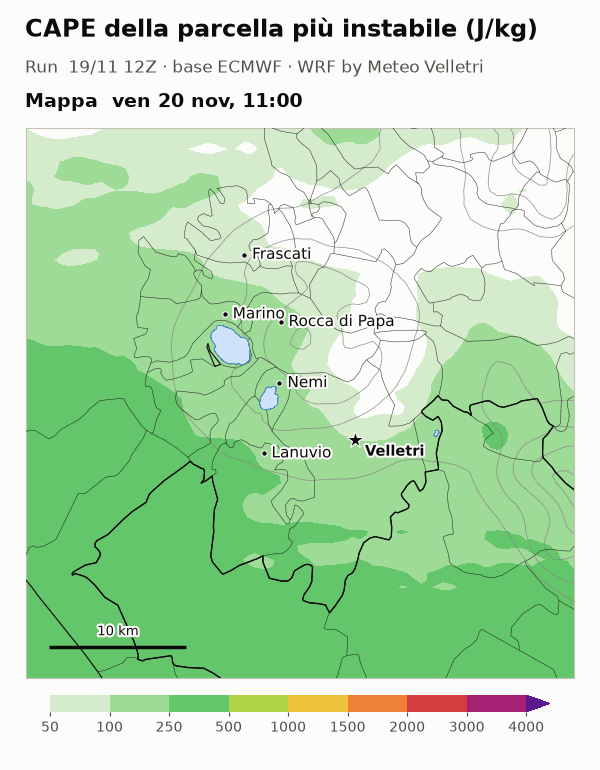 CAPE della parcella più instabile (J/kg)
Run 19/11 12Z · base ECMWF · WRF by Meteo Velletri
Mappa ven 20 nov, 11:00
Frascati
Marino
Rocca di Papa
Nemi
Velletri
Lanuvio
10 km
50 100 250 500 1000 1500 2000 3000 4000